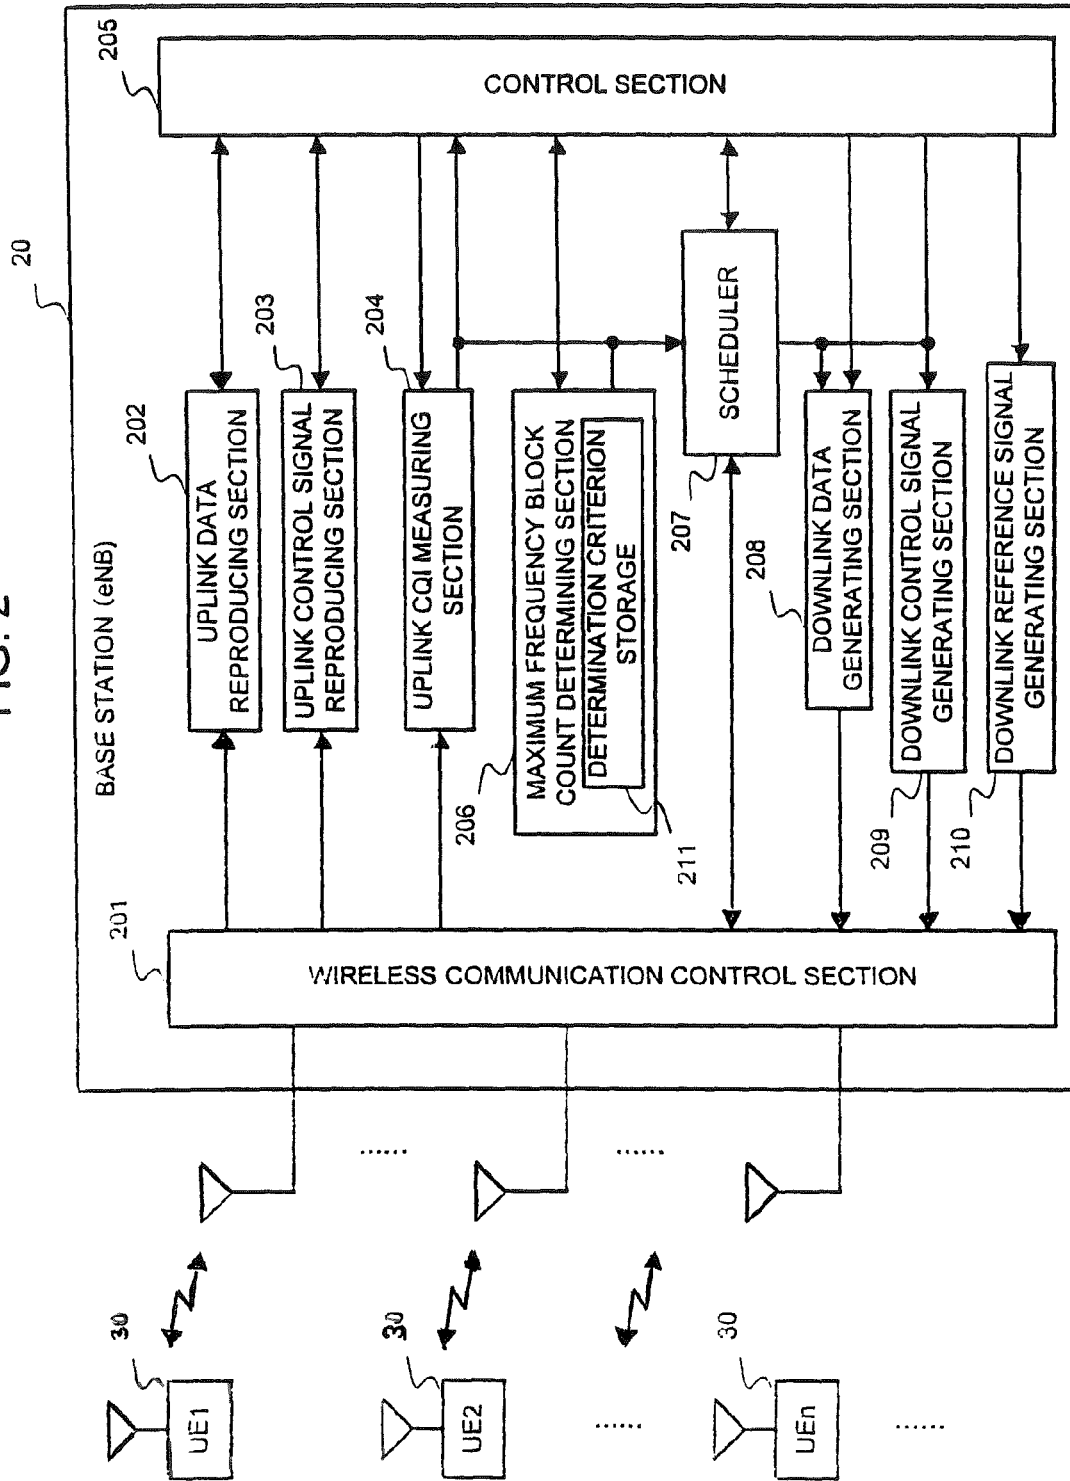 FIG. 2
20
BASE STATION (eNB)
205
CONTROL SECTION
202
UPLINK DATA
REPRODUCING SECTION
203
UPLINK CONTROL SIGNAL
REPRODUCING SECTION
204
UPLINK CQI MEASURING
SECTION
206
MAXIMUM FREQUENCY BLOCK
COUNT DETERMINING SECTION
DETERMINATION CRITERION
STORAGE
211
SCHEDULER
207
208
DOWNLINK DATA
GENERATING SECTION
209
DOWNLINK CONTROL SIGNAL
GENERATING SECTION
210
DOWNLINK REFERENCE SIGNAL
GENERATING SECTION
201
WIRELESS COMMUNICATION CONTROL SECTION
......
......
30
UE1
30
UE2
......
30
UEn
......